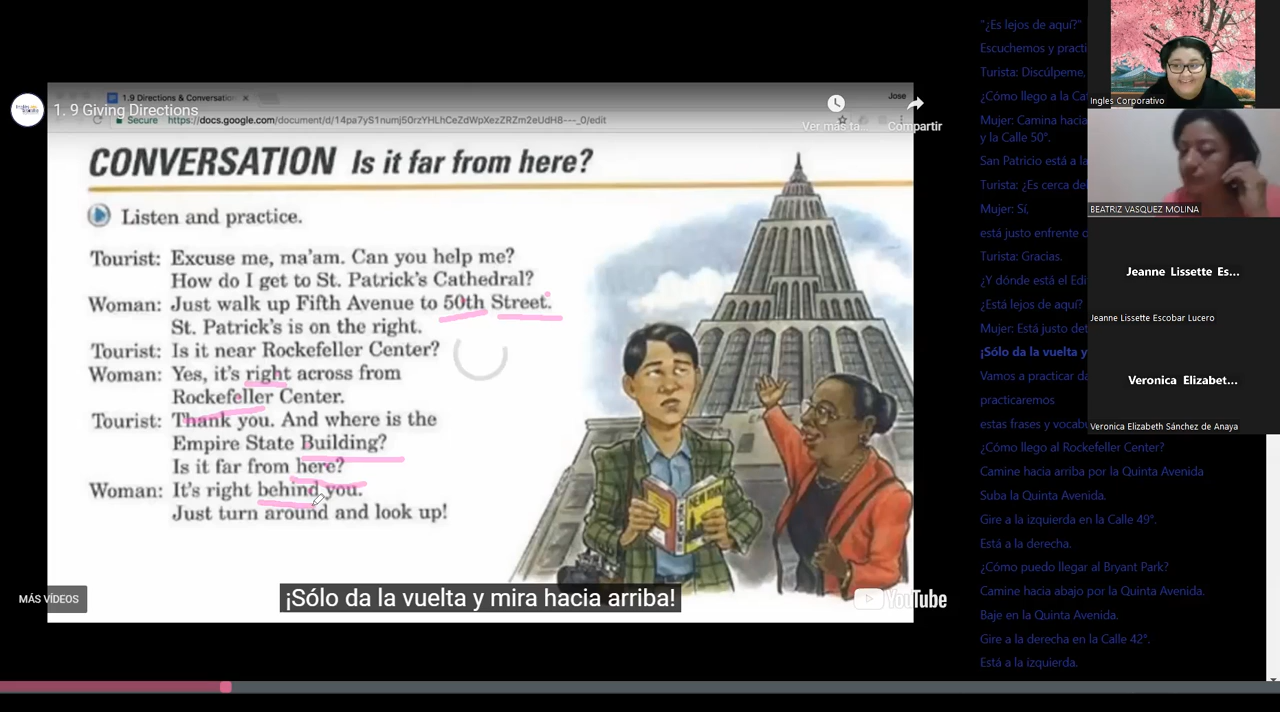 1. 9 Directions & Conversation
Jose
1. 9 Giving Directions
Secure
https://docs.google.com/document/d/14pa7yS1numj50rzYHLhCeZdWpXezZRZm2eUdH8---_0/edit
Ver más ta...
Compartir
CONVERSATION Is it far from here?
Listen and practice.
Tourist: Excuse me, ma'am. Can you help me?
How do I get to St. Patrick's Cathedral?
Woman: Just walk up Fifth Avenue to 50th Street.
St. Patrick's is on the right.
Tourist: Is it near Rockefeller Center?
Woman: Yes, it's right across from
Rockefeller Center.
Tourist: Thank you. And where is the
Empire State Building?
Is it far from here?
Woman: It's right behind you.
Just turn around and look up!
NEW YORK
MÁS VÍDEOS
¡Sólo da la vuelta y mira hacia arriba!
YouTube
"¿Es lejos de aquí?"
Escuchemos y practi
Turista: Discúlpeme.
¿Cómo llego a la Cat
Mujer: Camina hacia
y la Calle 50°.
San Patricio está a la
Turista: ¿Es cerca de
Mujer: Sí,
está justo enfrente d
Turista: Gracias.
¿Y dónde está el Edi
¿Está lejos de aquí?
Mujer: Está justo det
¡Sólo da la vuelta y
Vamos a practicar da
practicaremos
estas frases y vocabu
¿Cómo llego al Rockefeller Center?
Camine hacia arriba por la Quinta Avenida
Suba la Quinta Avenida.
Gire a la izquierda en la Calle 49°.
Está a la derecha.
¿Cómo puedo llegar al Bryant Park?
Camine hacia abajo por la Quinta Avenida.
Baje en la Quinta Avenida.
Gire a la derecha en la Calle 42°.
Está a la izquierda.
Ingles Corporativo
BEATRIZ VASQUEZ MOLINA
Jeanne Lissette Es...
Jeanne Lissette Escobar Lucero
Veronica Elizabet...
Veronica Elizabeth Sánchez de Anaya